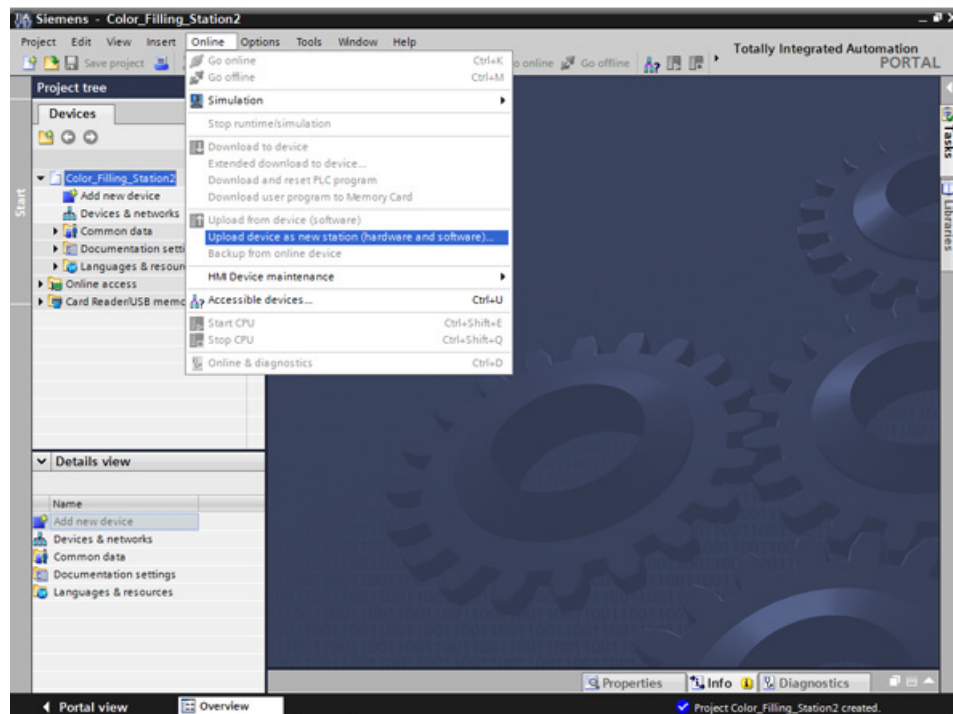 Siemens - Color_Filling_Station2
Project Edit View Insert Online Options Tools Window Help
Totally Integrated Automation
PORTAL
Save project
o online Go offline
Go online Ctrl+K
Go offline Ctrl+M
Simulation
Stop runtime/simulation
Download to device
Extended download to device...
Download and reset PLC program
Download user program to Memory Card
Upload from device (software)
Upload device as new station (hardware and software)...
Backup from online device
HMI Device maintenance
Accessible devices... Ctrl+U
Start CPU Ctrl+Shift+E
Stop CPU Ctrl+Shift+Q
Online & diagnostics Ctrl+D
Project tree
Devices
Start
Color_Filling_Station2
Add new device
Devices & networks
Common data
Documentation setti
Languages & resourc
Online access
Card Reader/USB memo
Tasks
Libraries
Details view
Name
Add new device
Devices & networks
Common data
Documentation settings
Languages & resources
Properties Info Diagnostics
Portal view Overview
Project Color_Filling_Station2 created.